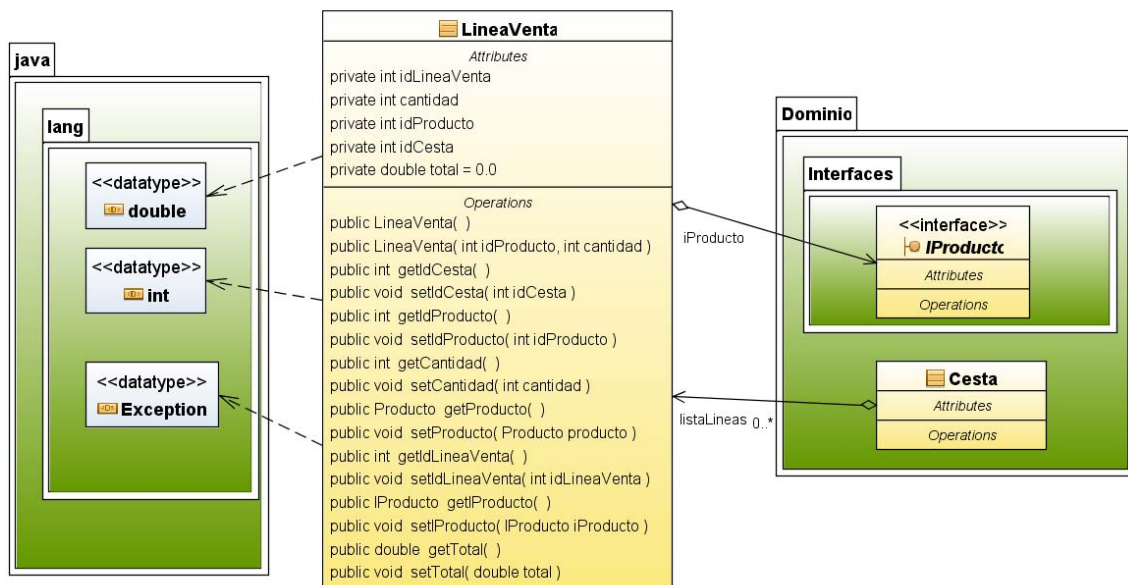 java
lang
<<datatype>>
double
<<datatype>>
int
<<datatype>>
Exception
LineaVenta
Attributes
private int idLineaVenta
private int cantidad
private int idProducto
private int idCesta
private double total = 0.0
Operations
public LineaVenta( )
public LineaVenta( int idProducto, int cantidad )
public int getIdCesta( )
public void setIdCesta( int idCesta )
public int getIdProducto( )
public void setIdProducto( int idProducto )
public int getCantidad( )
public void setCantidad( int cantidad )
public Producto getProducto( )
public void setProducto( Producto producto )
public int getIdLineaVenta( )
public void setIdLineaVenta( int idLineaVenta )
public IProducto getIProducto( )
public void setIProducto( IProducto iProducto )
public double getTotal( )
public void setTotal( double total )
iProducto
listaLineas 0..*
Dominio
Interfaces
<<interface>>
IProducto
Attributes
Operations
Cesta
Attributes
Operations